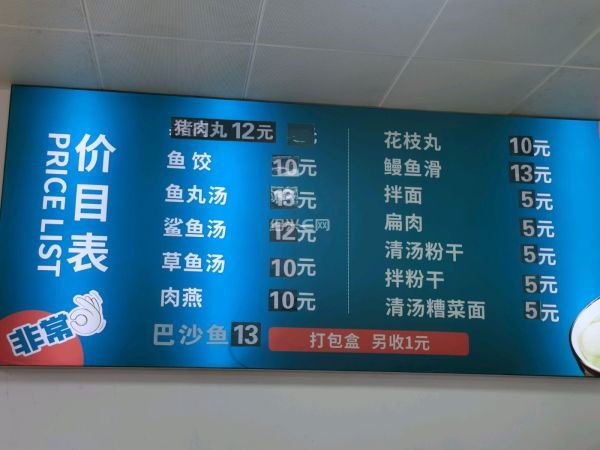 价目表
PRICE LIST
猪肉丸 12元
鱼饺 10元
鱼丸汤 13元
鲨鱼汤 12元
草鱼汤 10元
肉燕 10元
巴沙鱼 13
花枝丸 10元
鳗鱼滑 13元
拌面 5元
扁肉 5元
清汤粉干 5元
拌粉干 5元
清汤糟菜面 5元
打包盒 另收1元
非常